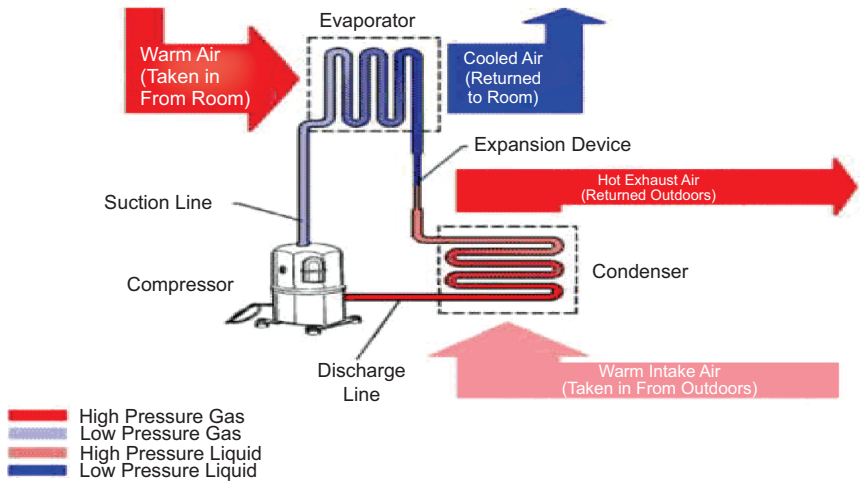 Evaporator
Warm Air
(Taken in
From Room)
Cooled Air
(Returned
to Room)
Expansion Device
Hot Exhaust Air
(Returned Outdoors)
Suction Line
Compressor
Condenser
Discharge
Line
Warm Intake Air
(Taken in From Outdoors)
High Pressure Gas
Low Pressure Gas
High Pressure Liquid
Low Pressure Liquid